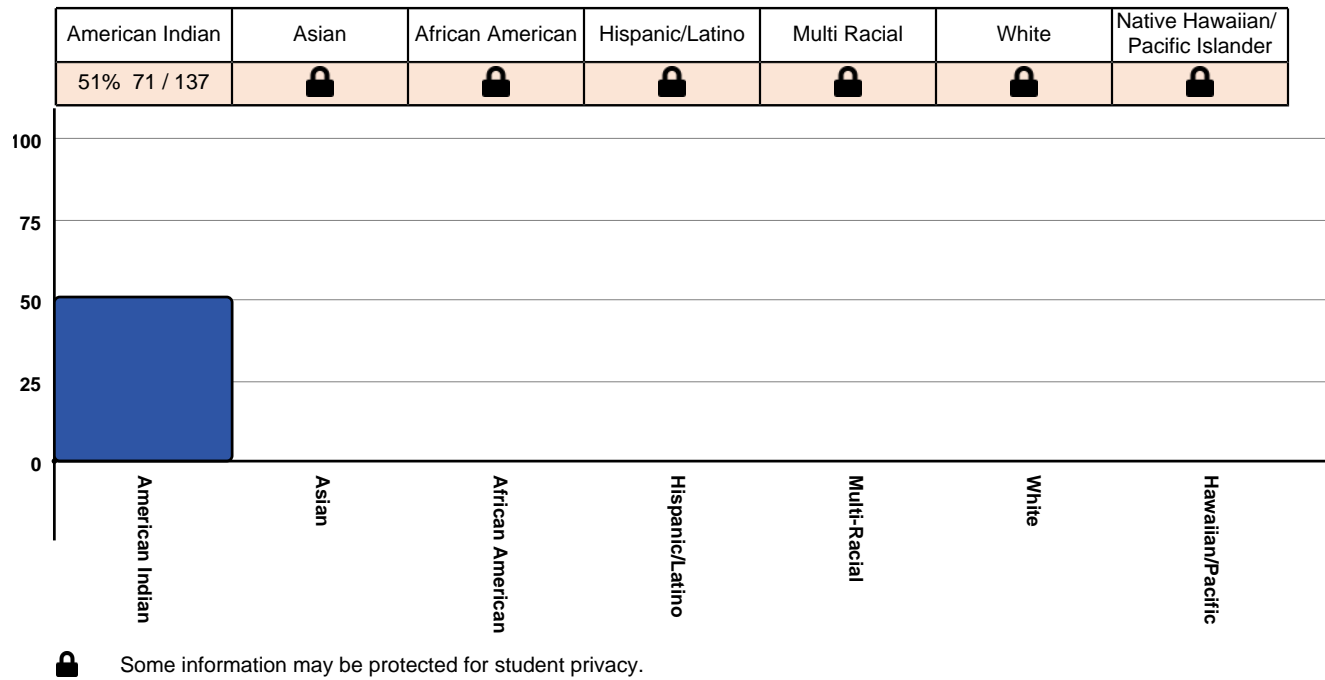 American Indian Asian African American Hispanic/Latino Multi Racial White Native Hawaiian/
Pacific Islander
51% 71 / 137
100
75
50
25
0
American Indian
Asian
African American
Hispanic/Latino
Multi-Racial
White
Hawaiian/Pacific
Some information may be protected for student privacy.